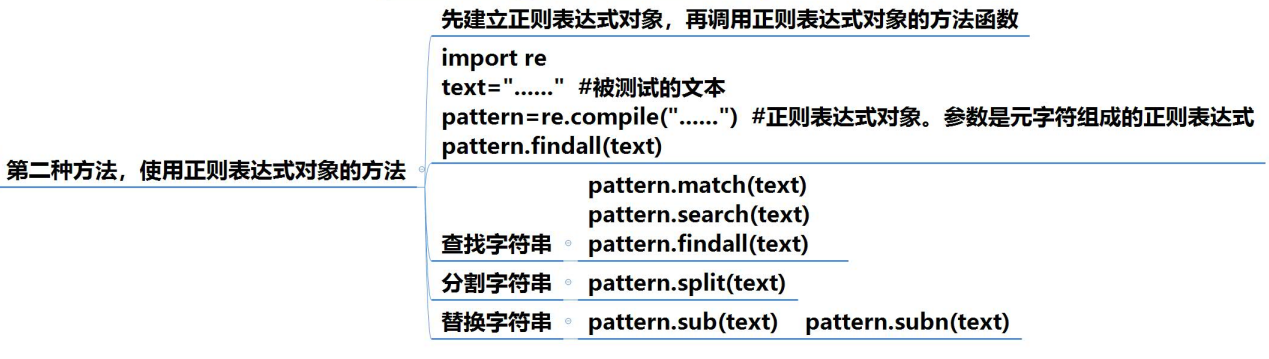 先建立正则表达式对象，再调用正则表达式对象的方法函数
import re
text="......"  #被测试的文本
pattern=re.compile("......")  #正则表达式对象。参数是元字符组成的正则表达式
pattern.findall(text)
第二种方法，使用正则表达式对象的方法
pattern.match(text)
pattern.search(text)
查找字符串 pattern.findall(text)
分割字符串 pattern.split(text)
替换字符串 pattern.sub(text)    pattern.subn(text)